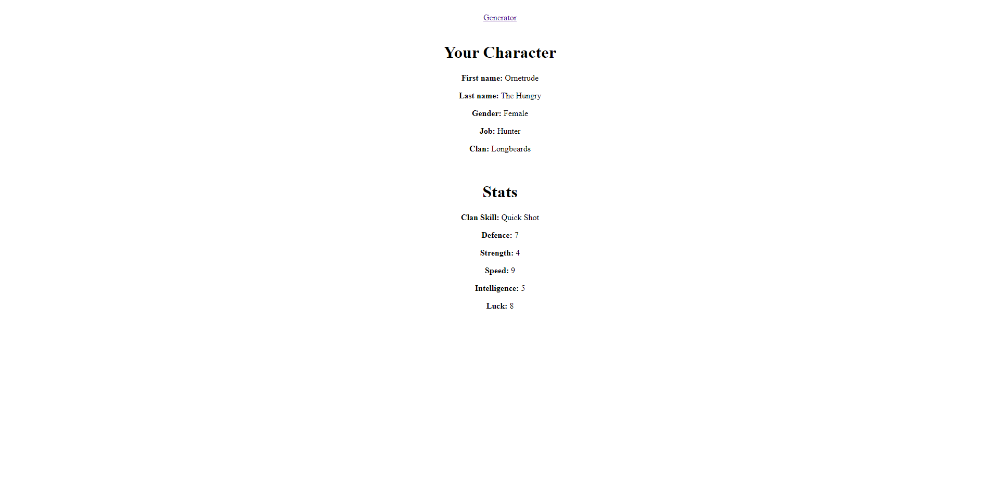 Generator
Your Character
First name: Ornetrude
Last name: The Hungry
Gender: Female
Job: Hunter
Clan: Longbeards
Stats
Clan Skill: Quick Shot
Defence: 7
Strength: 4
Speed: 9
Intelligence: 5
Luck: 8